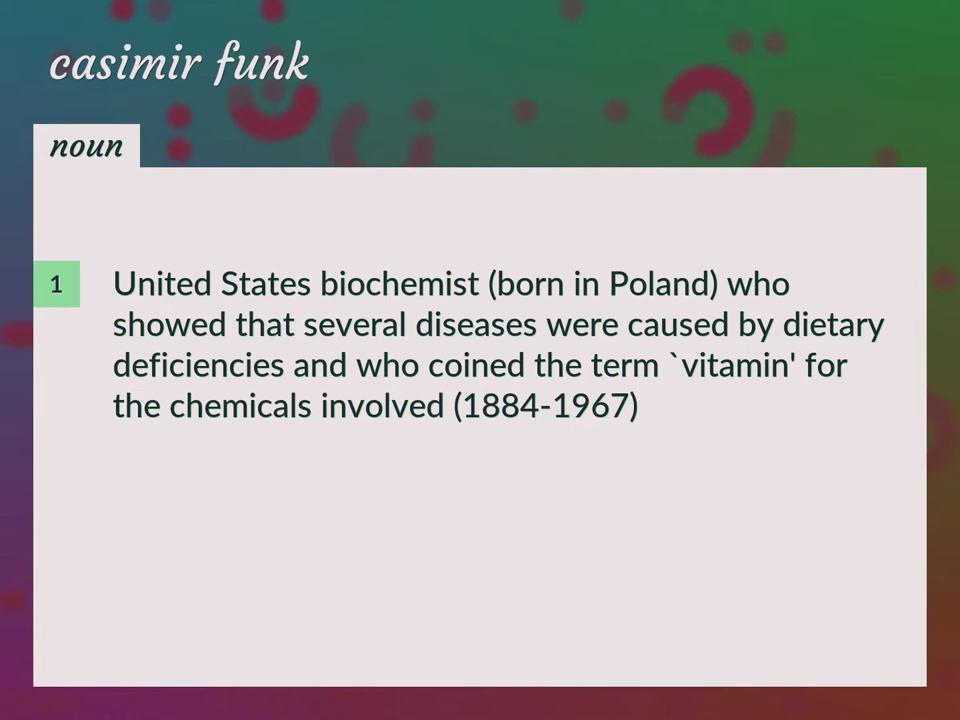 casimir funk
noun
1
United States biochemist (born in Poland) who
showed that several diseases were caused by dietary
deficiencies and who coined the term `vitamin' for
the chemicals involved (1884-1967)